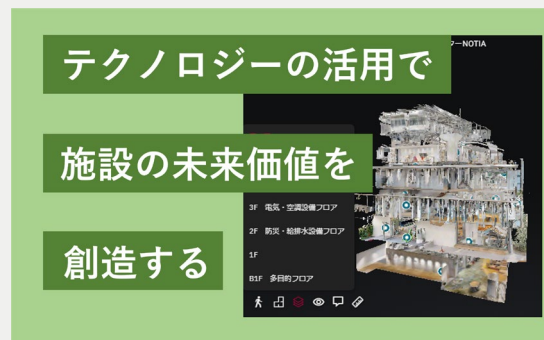 テクノロジーの活用で
ーNOTIA
施設の未来価値を
3F 電気・空調設備フロア
2F 防災・給排水設備フロア
1F
B1F 多目的フロア
創造する